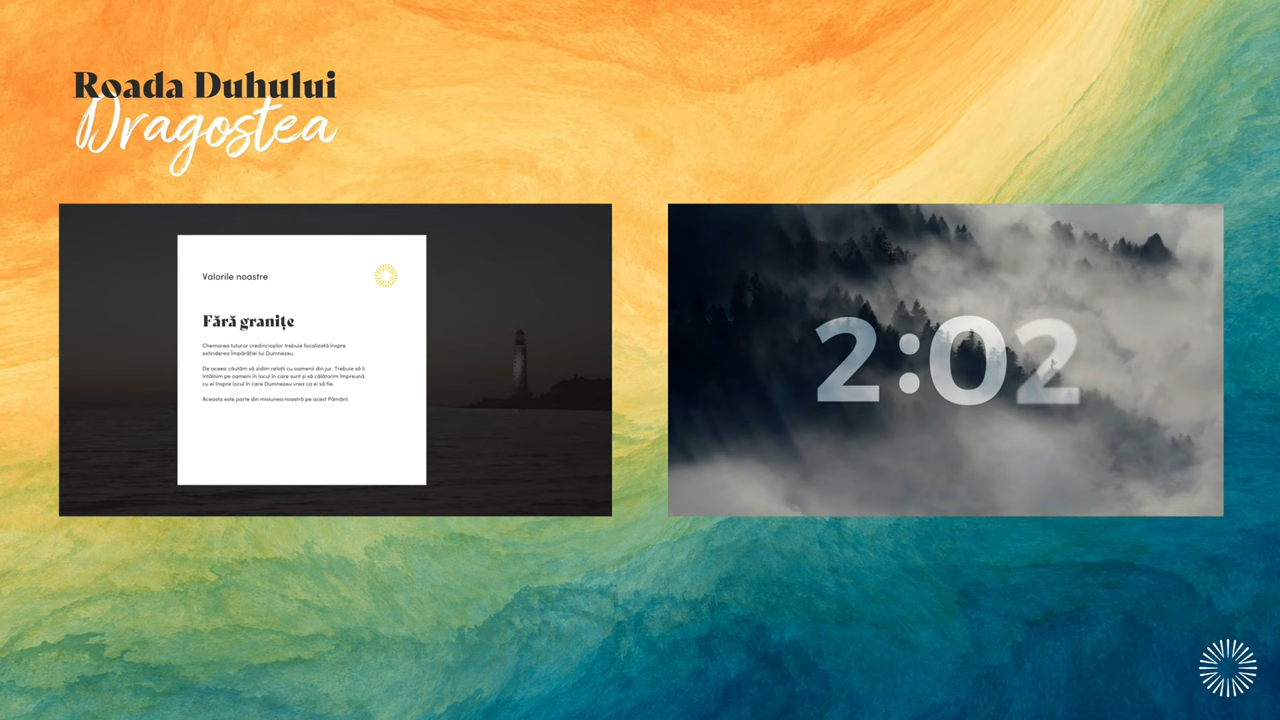 Roada Duhului
Dragostea
Valorile noastre
Fără granițe
Chemarea tuturor credincioșilor trebuie focalizată înspre
extinderea Împărăției lui Dumnezeu.
De aceea căutăm să zidim relații cu oamenii din jur. Trebuie să îi
întâlnim pe oameni în locul în care sunt și să călătorim împreună
cu ei înspre locul în care Dumnezeu vrea ca ei să fie.
Aceasta este parte din misiunea noastră pe acest Pământ.
2:02